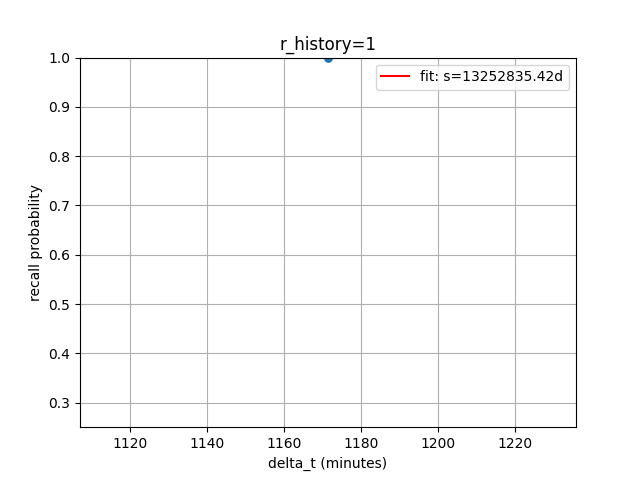 r_history=1
fit: s=13252835.42d
1.0
0.9
0.8
0.7
0.6
0.5
0.4
0.3
recall probability
1120 1140 1160 1180 1200 1220
delta_t (minutes)